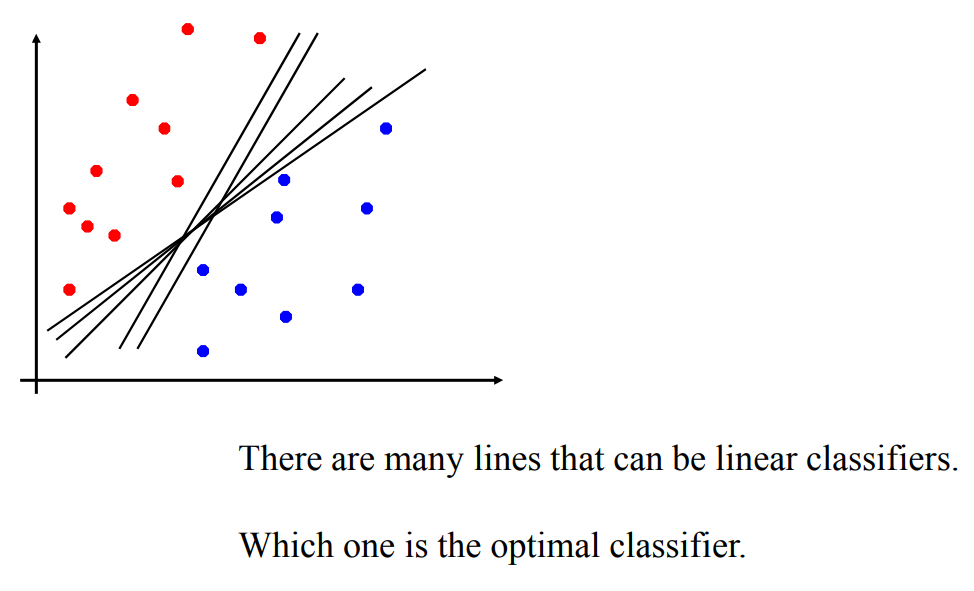 There are many lines that can be linear classifiers.
Which one is the optimal classifier.